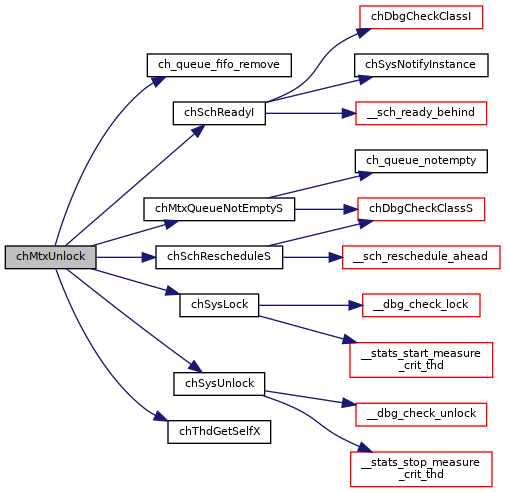 chDbgCheckClassI
ch_queue_fifo_remove
chSysNotifyInstance
chSchReadyI
__sch_ready_behind
ch_queue_notempty
chMtxQueueNotEmptyS
chDbgCheckClassS
chMtxUnlock
chSchRescheduleS
__sch_reschedule_ahead
chSysLock
__dbg_check_lock
__stats_start_measure
_crit_thd
chSysUnlock
__dbg_check_unlock
chThdGetSelfX
__stats_stop_measure
_crit_thd